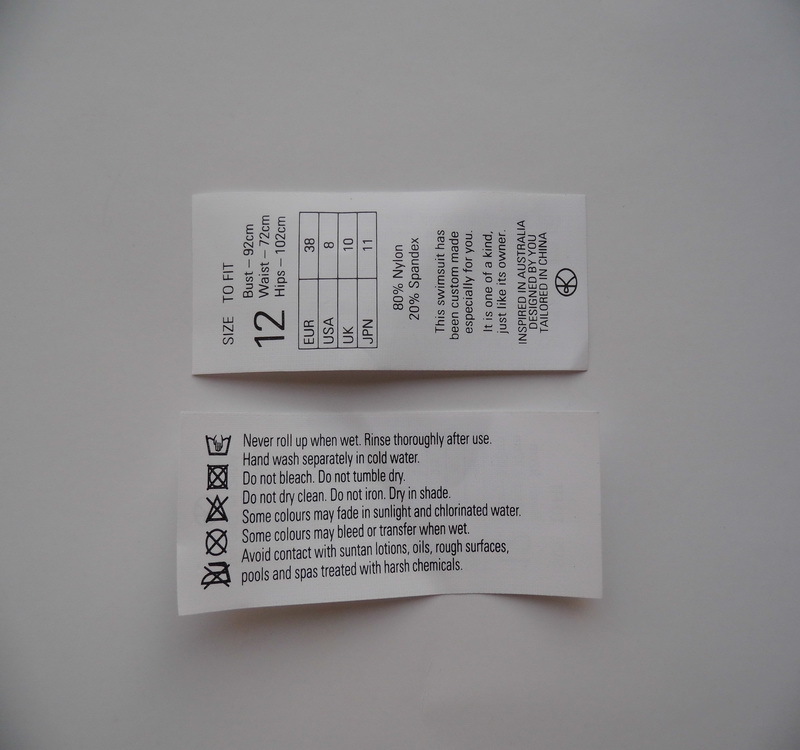 SIZE TO FIT
12
Bust – 92cm
Waist – 72cm
Hips – 102cm
EUR 38
USA 8
UK 10
JPN 11
80% Nylon
20% Spandex
This swimsuit has
been custom made
especially for you.
It is one of a kind,
just like its owner.
INSPIRED IN AUSTRALIA
DESIGNED BY YOU
TAILORED IN CHINA
Never roll up when wet. Rinse thoroughly after use.
Hand wash separately in cold water.
Do not bleach. Do not tumble dry.
Do not dry clean. Do not iron. Dry in shade.
Some colours may fade in sunlight and chlorinated water.
Some colours may bleed or transfer when wet.
Avoid contact with suntan lotions, oils, rough surfaces,
pools and spas treated with harsh chemicals.